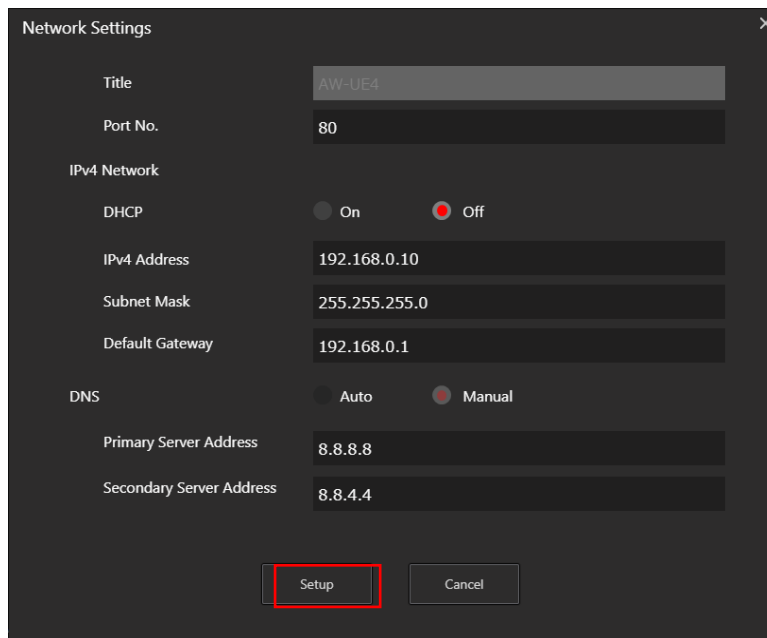 Network Settings
Title AW-UE4
Port No. 80
IPv4 Network
DHCP On Off
IPv4 Address 192.168.0.10
Subnet Mask 255.255.255.0
Default Gateway 192.168.0.1
DNS Auto Manual
Primary Server Address 8.8.8.8
Secondary Server Address 8.8.4.4
Setup Cancel